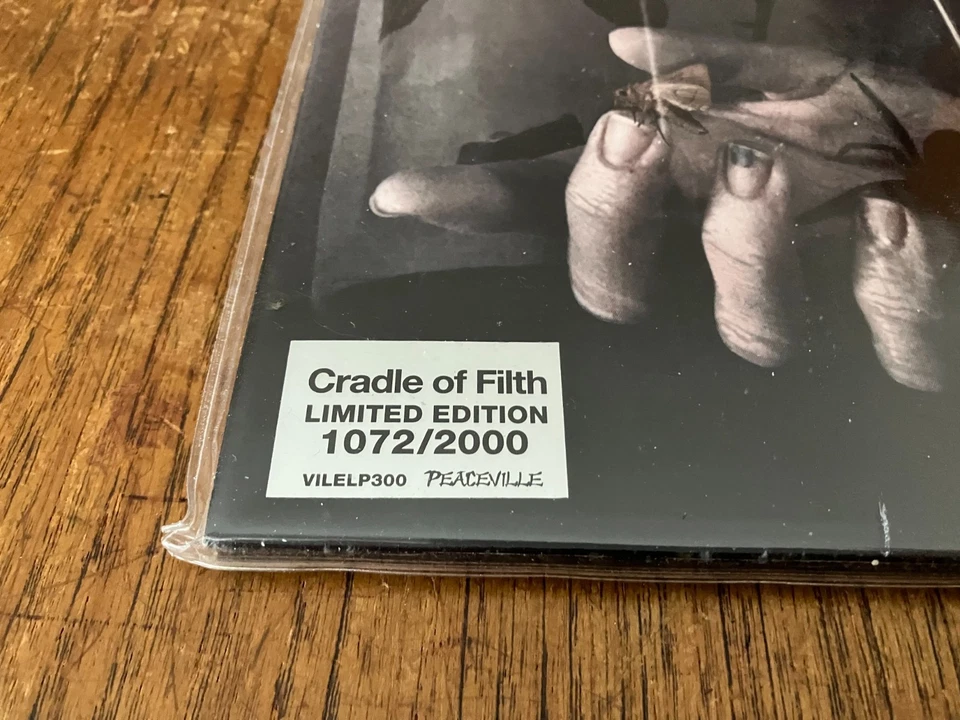 Cradle of Filth
LIMITED EDITION
1072/2000
VILELP300 PEACEVILLE